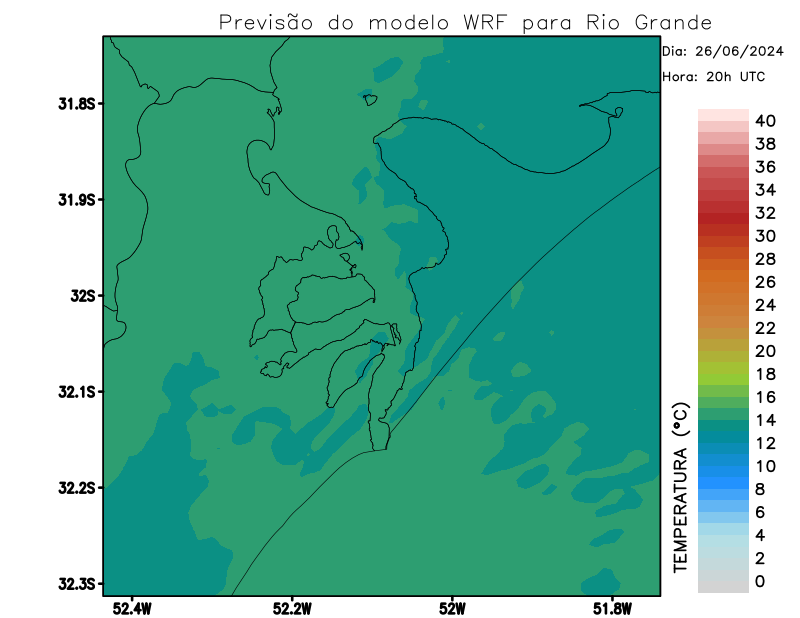 Previsão do modelo WRF para Rio Grande
Dia: 26/06/2024
Hora: 20h UTC
31.8S
31.9S
32S
32.1S
32.2S
32.3S
52.4W
52.2W
52W
51.8W
TEMPERATURA (°C)
40
38
36
34
32
30
28
26
24
22
20
18
16
14
12
10
8
6
4
2
0